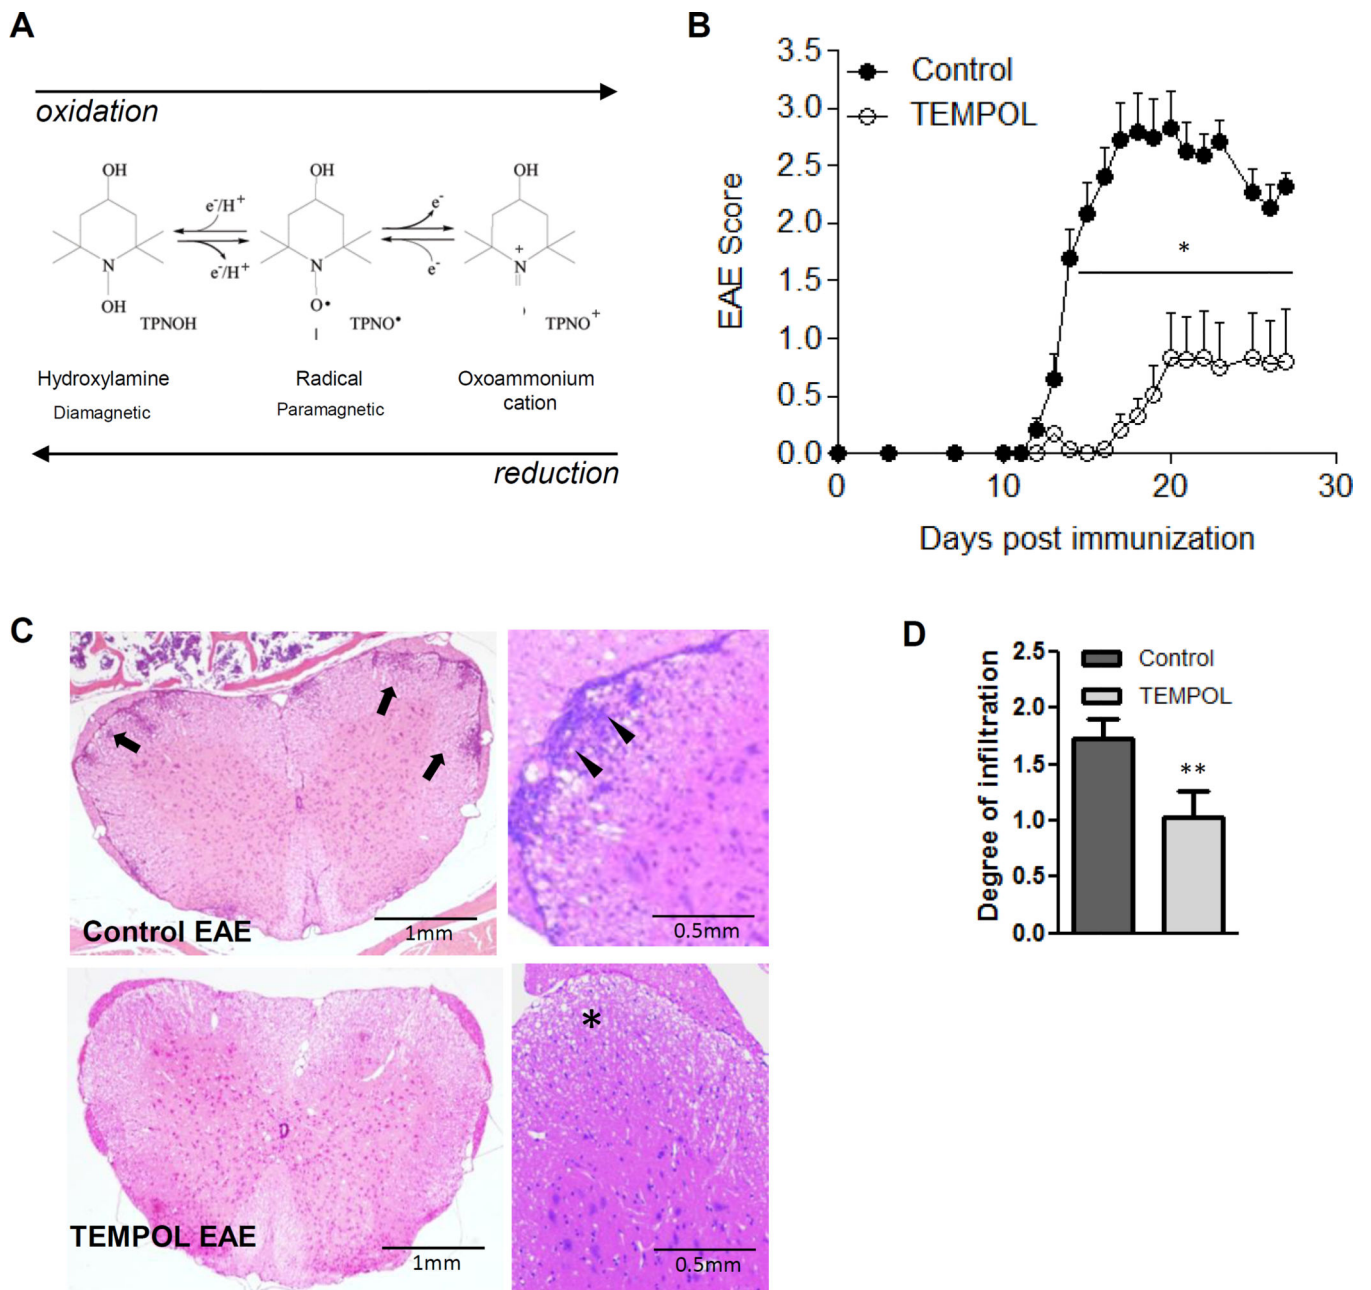 A
oxidation
OH
OH
OH
e⁻/H⁺
e⁻
N
N
N
+
e⁻/H⁺
e⁻
OH
O•
TPNOH
TPNO•
TPNO⁺
Hydroxylamine
Radical
Oxoammonium
cation
Diamagnetic
Paramagnetic
reduction
B
Control
TEMPOL
EAE Score
3.5
3.0
2.5
2.0
1.5
1.0
0.5
0.0
*
0
10
20
30
Days post immunization
C
Control EAE
1mm
0.5mm
TEMPOL EAE
1mm
*
0.5mm
D
Control
TEMPOL
Degree of infiltration
2.5
2.0
1.5
1.0
0.5
0.0
**